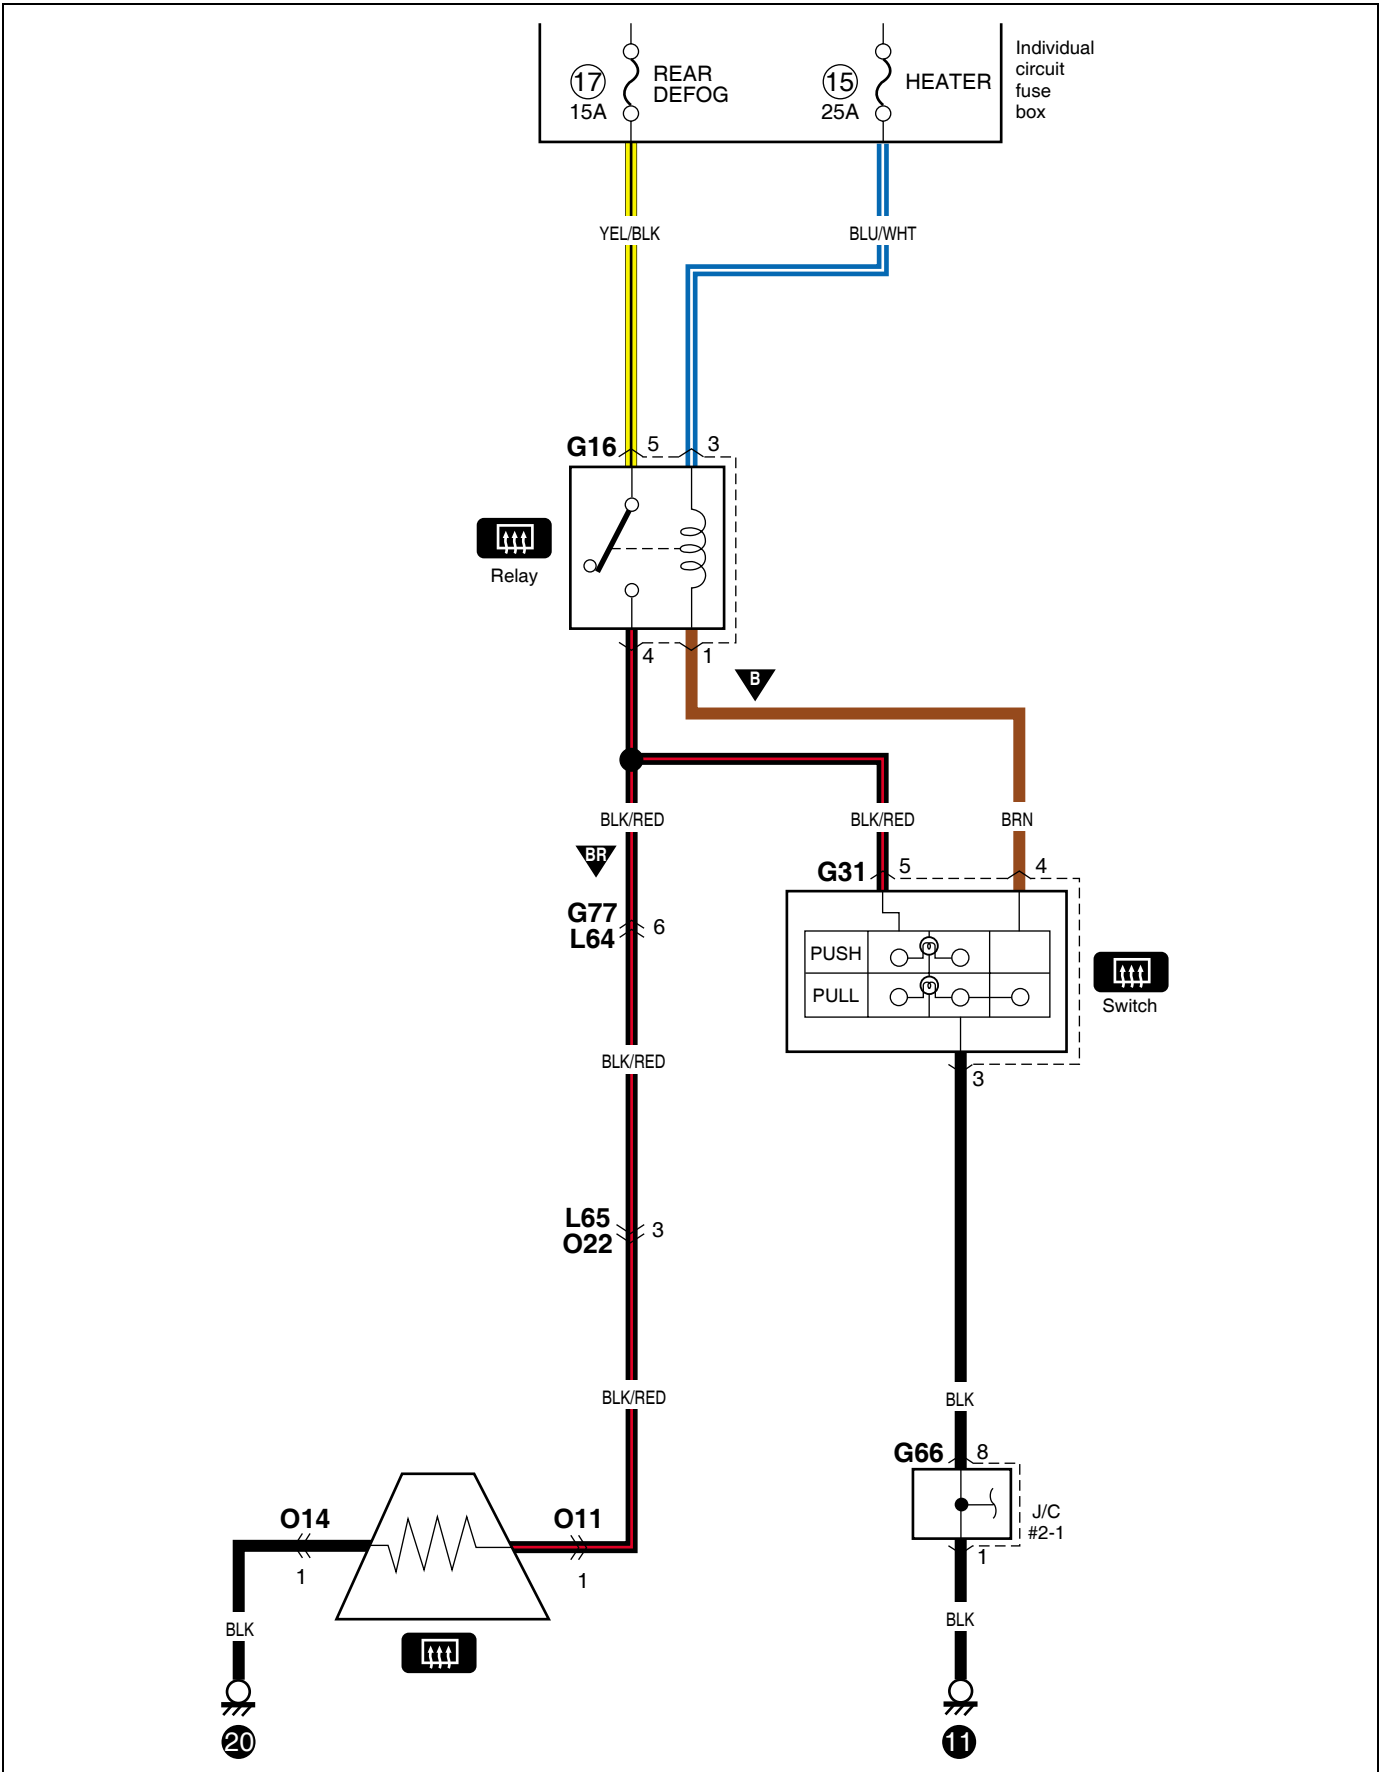 Individual
circuit
fuse
box
17
15A
REAR
DEFOG
15
25A
HEATER
YEL/BLK
BLU/WHT
G16
5
3
Relay
4
1
B
BLK/RED
BLK/RED
BRN
BR
G31
5
4
G77
L64
6
PUSH
PULL
Switch
BLK/RED
3
L65
O22
3
BLK/RED
BLK
G66
8
J/C
#2-1
1
O14
1
O11
1
BLK
BLK
20
11